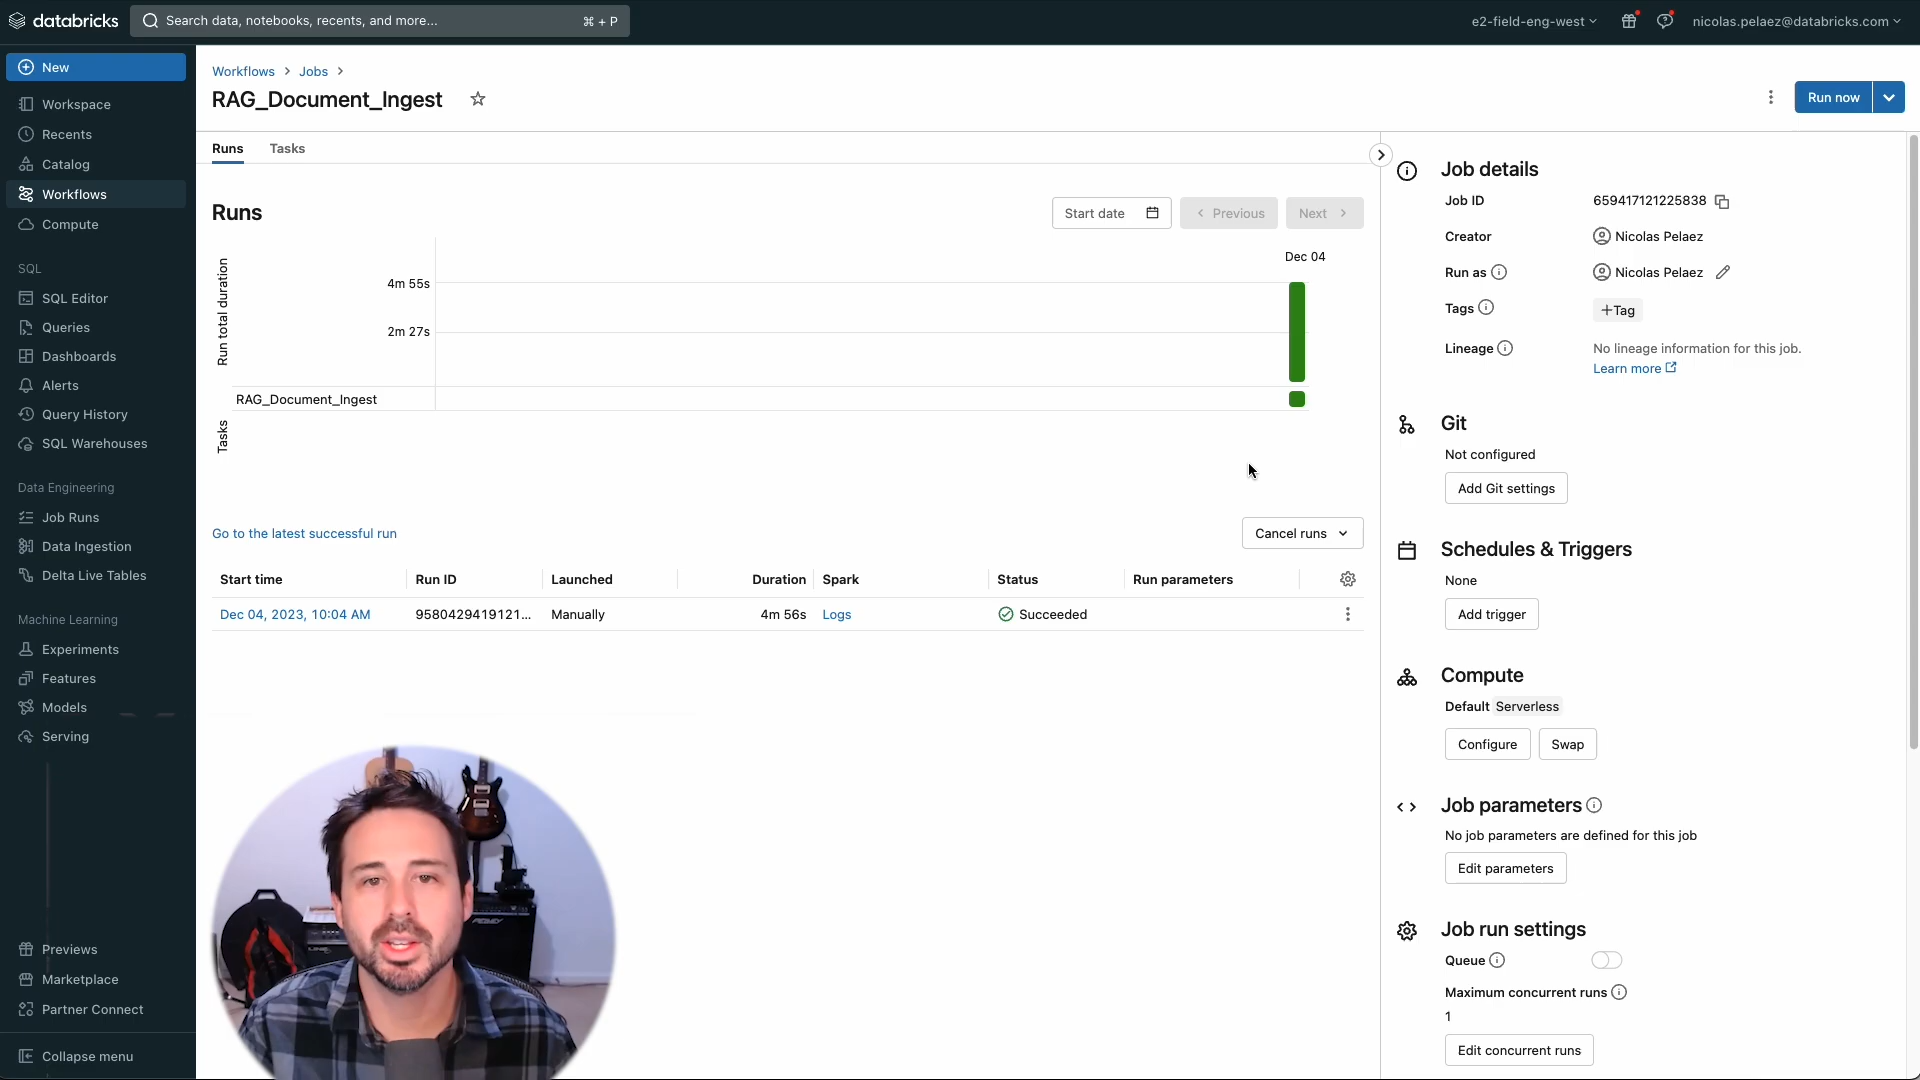 databricks
Search data, notebooks, recents, and more...
⌘ + P
e2-field-eng-west
nicolas.pelaez@databricks.com
New
Workspace
Recents
Catalog
Workflows
Compute
SQL
SQL Editor
Queries
Dashboards
Alerts
Query History
SQL Warehouses
Data Engineering
Job Runs
Data Ingestion
Delta Live Tables
Machine Learning
Experiments
Features
Models
Serving
Previews
Marketplace
Partner Connect
Collapse menu
Workflows > Jobs >
RAG_Document_Ingest
Run now
Runs
Tasks
Runs
Start date
Previous
Next
Dec 04
Run total duration
4m 55s
2m 27s
RAG_Document_Ingest
Tasks
Go to the latest successful run
Cancel runs
Start time Run ID Launched Duration Spark Status Run parameters
Dec 04, 2023, 10:04 AM 9580429419121... Manually 4m 56s Logs Succeeded
Job details
Job ID 659417121225838
Creator Nicolas Pelaez
Run as Nicolas Pelaez
Tags +Tag
Lineage No lineage information for this job.
Learn more
Git
Not configured
Add Git settings
Schedules & Triggers
None
Add trigger
Compute
Default Serverless
Configure Swap
Job parameters
No job parameters are defined for this job
Edit parameters
Job run settings
Queue
Maximum concurrent runs
1
Edit concurrent runs